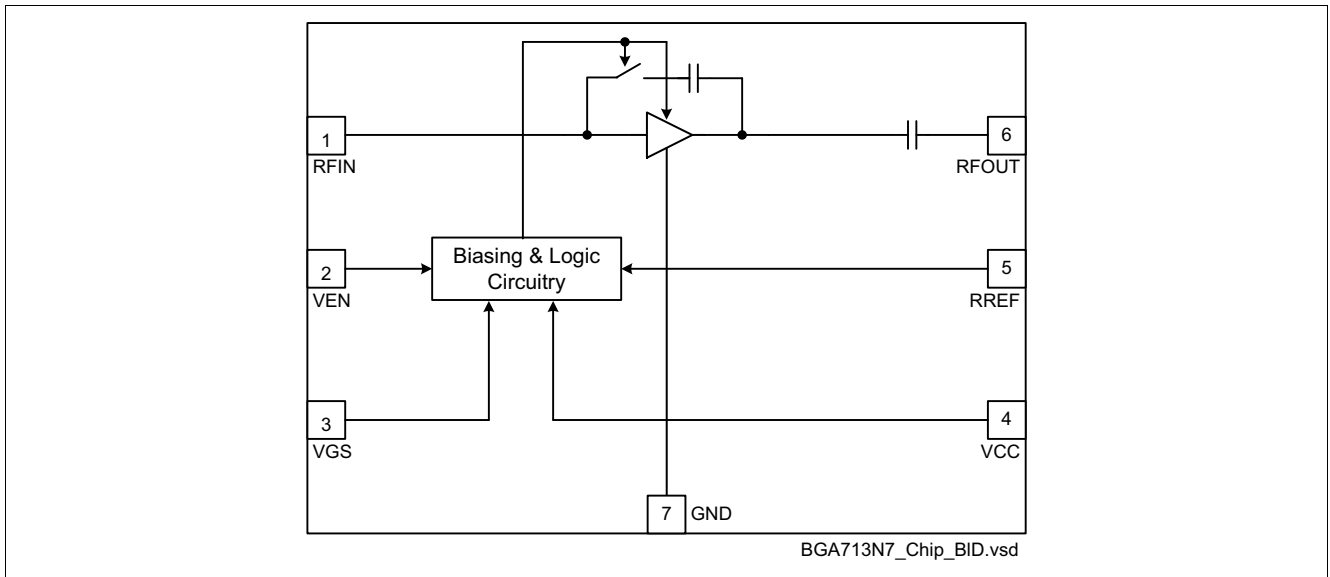 1
RFIN
6
RFOUT
Biasing & Logic
Circuitry
2
VEN
5
RREF
3
VGS
4
VCC
7
GND
BGA713N7_Chip_BID.vsd